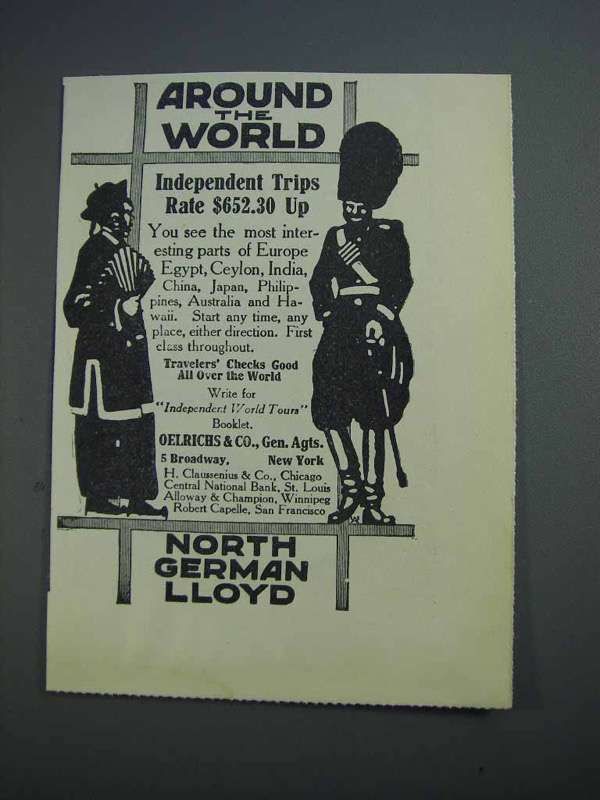 AROUND
THE
WORLD
Independent Trips
Rate $652.30 Up
You see the most inter-
esting parts of Europe
Egypt, Ceylon, India,
China, Japan, Philip-
pines, Australia and Ha-
waii. Start any time, any
place, either direction. First
class throughout.
Travelers' Checks Good
All Over the World
Write for
"Independent World Tours"
Booklet.
OELRICHS & CO., Gen. Agts.
5 Broadway, New York
H. Claussenius & Co., Chicago
Central National Bank, St. Louis
Alloway & Champion, Winnipeg
Robert Capelle, San Francisco
NORTH
GERMAN
LLOYD